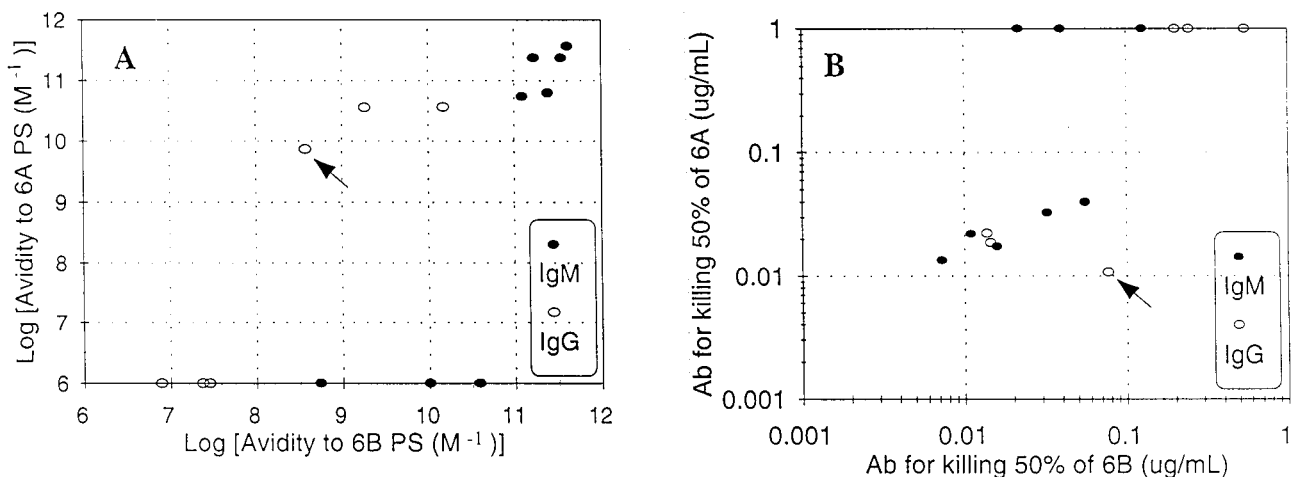 A
Log [Avidity to 6A PS (M⁻¹)]
12
11
10
9
8
7
6
6 7 8 9 10 11 12
Log [Avidity to 6B PS (M⁻¹)]
IgM
IgG
B
Ab for killing 50% of 6A (ug/mL)
1
0.1
0.01
0.001
0.001 0.01 0.1 1
Ab for killing 50% of 6B (ug/mL)
IgM
IgG